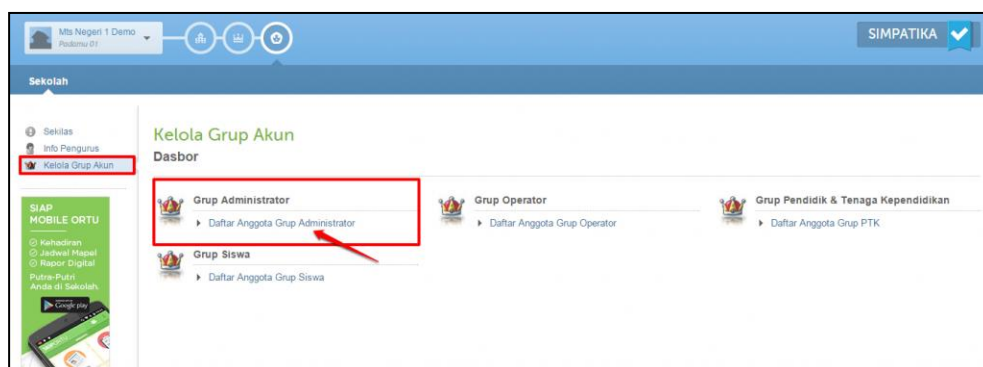 Mts Negeri 1 Demo
Pedamu 01
SIMPATIKA
Sekolah
Sekilas
Info Pengurus
Kelola Grup Akun
Kelola Grup Akun
Dasbor
Grup Administrator
Daftar Anggota Grup Administrator
Grup Operator
Daftar Anggota Grup Operator
Grup Pendidik & Tenaga Kependidikan
Daftar Anggota Grup PTK
Grup Siswa
Daftar Anggota Grup Siswa
SIAP
MOBILE ORTU
Kehadiran
Jadwal Mapel
Rapor Digital
Putra-Putri
Anda di Sekolah.
Google play